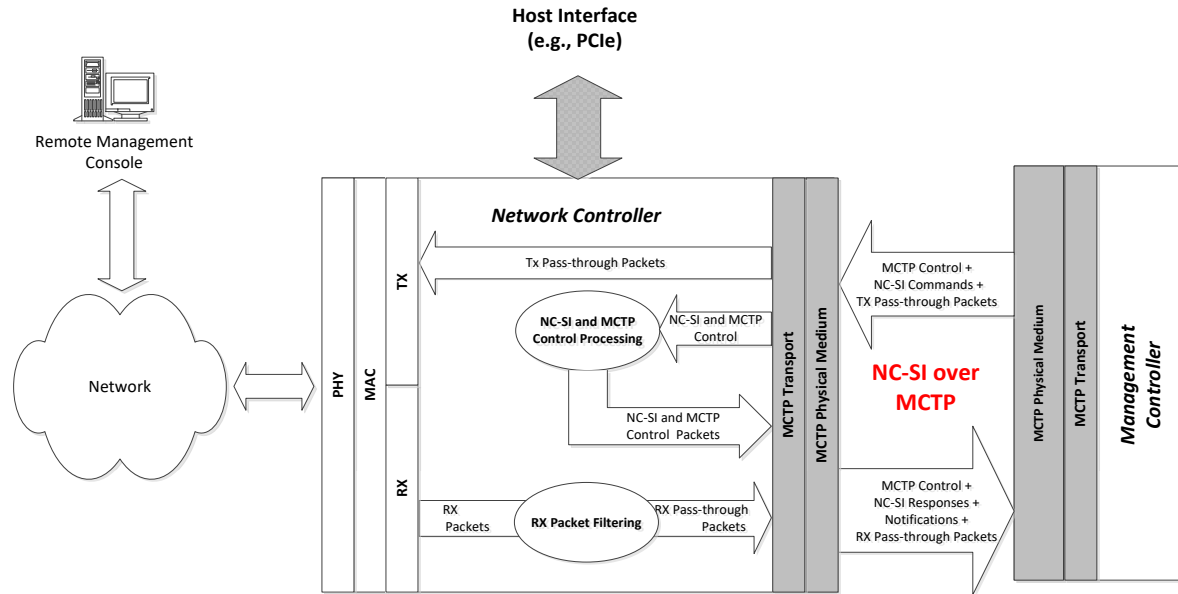 Host Interface
(e.g., PCIe)
Remote Management
Console
Network
PHY
MAC
TX
RX
Network Controller
Tx Pass-through Packets
NC-SI and MCTP
Control Processing
NC-SI and MCTP
Control
NC-SI and MCTP
Control Packets
RX
Packets
RX Packet Filtering
RX Pass-through
Packets
MCTP Transport
MCTP Physical Medium
MCTP Control +
NC-SI Commands +
TX Pass-through Packets
NC-SI over
MCTP
MCTP Control +
NC-SI Responses +
Notifications +
RX Pass-through Packets
MCTP Physical Medium
MCTP Transport
Management
Controller